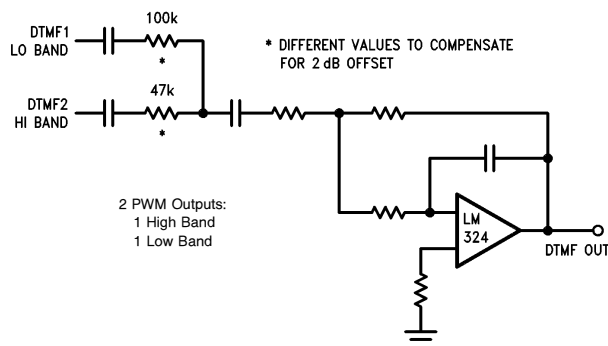 100k
DTMF1
LO BAND
*
* DIFFERENT VALUES TO COMPENSATE
FOR 2 dB OFFSET
47k
DTMF2
HI BAND
*
2 PWM Outputs:
1 High Band
1 Low Band
LM
324
DTMF OUT